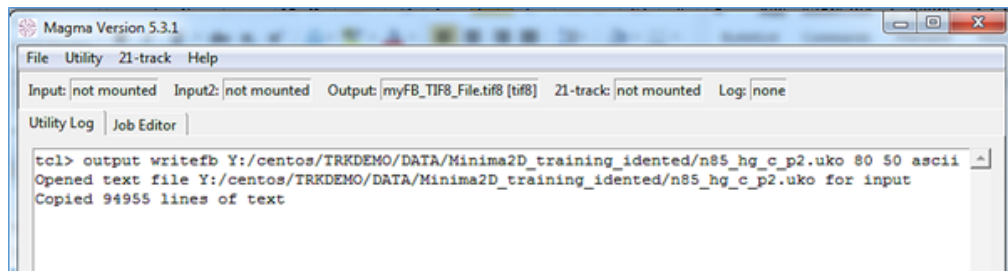 Magma Version 5.3.1
File Utility 21-track Help
Input: not mounted Input2: not mounted Output: myFB_TIF8_File.tif8 [tif8] 21-track: not mounted Log: none
Utility Log Job Editor
tcl> output writefb Y:/centos/TRKDEMO/DATA/Minima2D_training_idented/n85_hg_c_p2.uko 80 50 ascii
Opened text file Y:/centos/TRKDEMO/DATA/Minima2D_training_idented/n85_hg_c_p2.uko for input
Copied 94955 lines of text